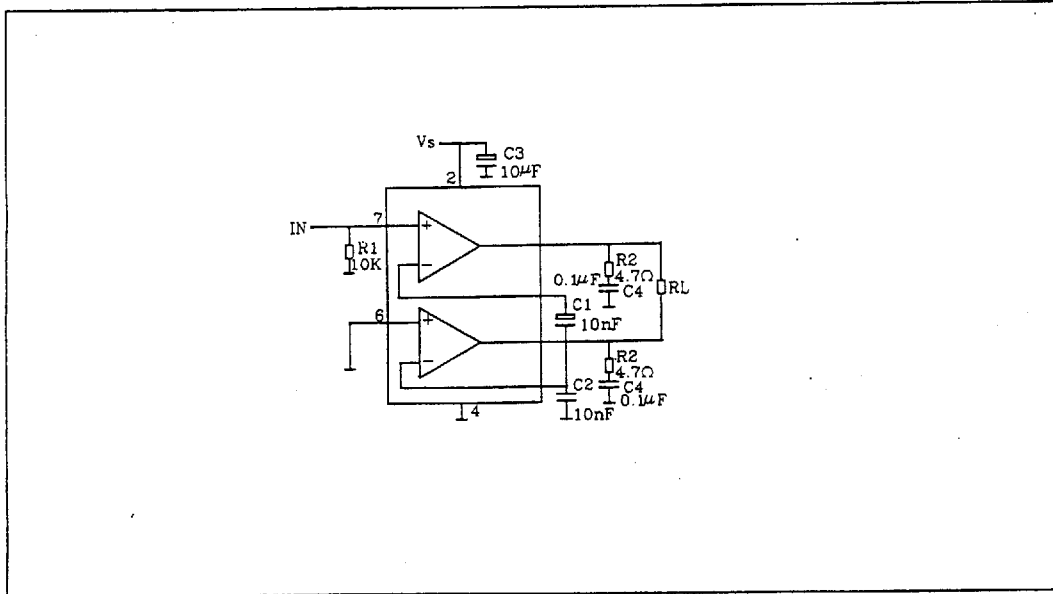 Vs
C3
10μF
2
IN
7
R1
10K
+
−
R2
4.7Ω
0.1μF
C4
RL
C1
10nF
6
+
−
R2
4.7Ω
C4
0.1μF
C2
10nF
4